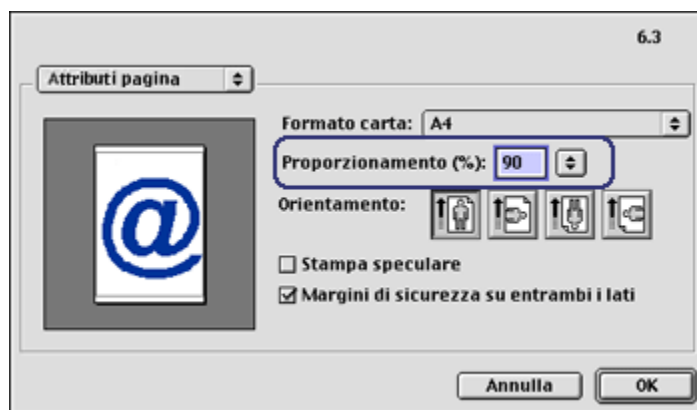 6.3
Attributi pagina
Formato carta: A4
Proporzionamento (%): 90
Orientamento:
Stampa speculare
Margini di sicurezza su entrambi i lati
@
Annulla OK